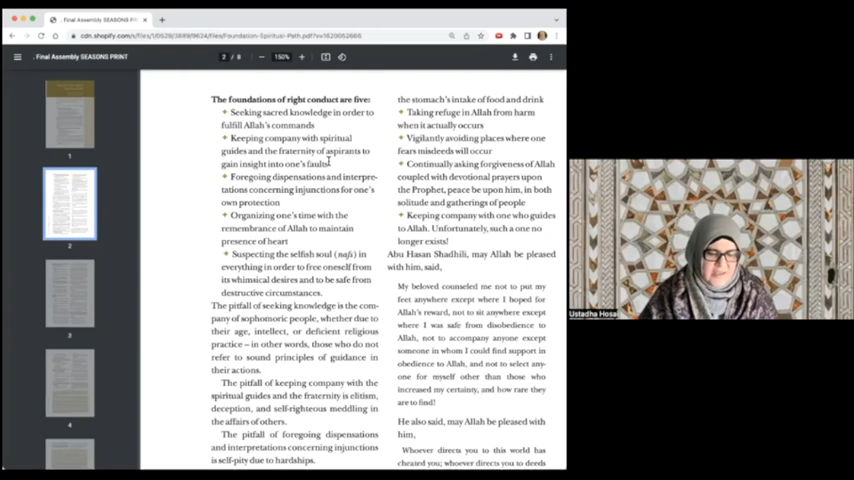 . Final Assembly SEASONS PRINT
cdn.shopify.com/s/files/1/0529/3889/9624/files/Foundation-Spiritual-Path.pdf?v=1620052666
. Final Assembly SEASONS PRINT
2 / 8
150%
1
2
3
4
The foundations of right conduct are five:
Seeking sacred knowledge in order to
fulfill Allah's commands
Keeping company with spiritual
guides and the fraternity of aspirants to
gain insight into one's faults
Foregoing dispensations and interpre-
tations concerning injunctions for one's
own protection
Organizing one's time with the
remembrance of Allah to maintain
presence of heart
Suspecting the selfish soul (nafs) in
everything in order to free oneself from
its whimsical desires and to be safe from
destructive circumstances.
The pitfall of seeking knowledge is the com-
pany of sophomoric people, whether due to
their age, intellect, or deficient religious
practice – in other words, those who do not
refer to sound principles of guidance in
their actions.
The pitfall of keeping company with the
spiritual guides and the fraternity is elitism,
deception, and self-righteous meddling in
the affairs of others.
The pitfall of foregoing dispensations
and interpretations concerning injunctions
is self-pity due to hardships.
the stomach's intake of food and drink
Taking refuge in Allah from harm
when it actually occurs
Vigilantly avoiding places where one
fears misdeeds will occur
Continually asking forgiveness of Allah
coupled with devotional prayers upon
the Prophet, peace be upon him, in both
solitude and gatherings of people
Keeping company with one who guides
to Allah. Unfortunately, such a one no
longer exists!
Abu Hasan Shadhili, may Allah be pleased
with him, said,
My beloved counseled me not to put my
feet anywhere except where I hoped for
Allah's reward, not to sit anywhere except
where I was safe from disobedience to
Allah, not to accompany anyone except
someone in whom I could find support in
obedience to Allah, and not to select any-
one for myself other than those who
increased my certainty, and how rare they
are to find!
He also said, may Allah be pleased with
him,
Whoever directs you to this world has
cheated you; whoever directs you to deeds
Ustadha Hosai